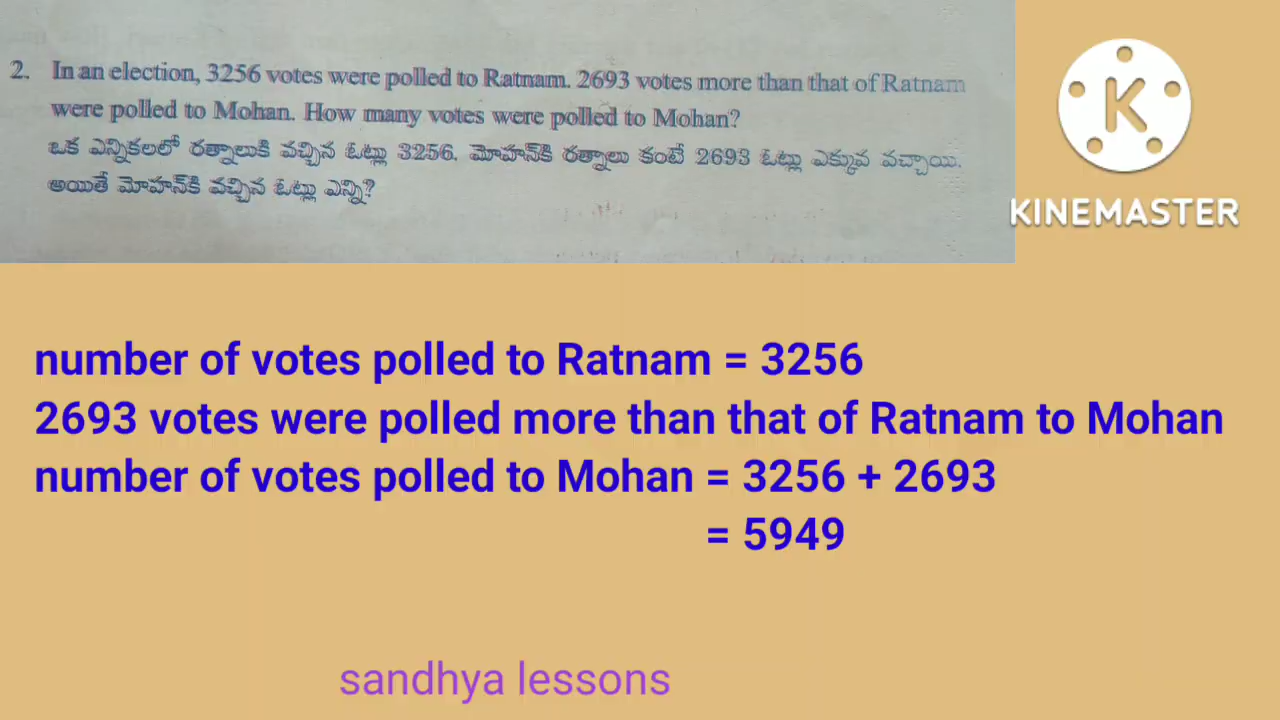 2. In an election, 3256 votes were polled to Ratnam. 2693 votes more than that of Ratnam
were polled to Mohan. How many votes were polled to Mohan?
ఒక ఎన్నికలలో రత్నాలుకి వచ్చిన ఓట్లు 3256. మోహన్‌కి రత్నాలు కంటే 2693 ఓట్లు ఎక్కువ వచ్చాయి.
అయితే మోహన్‌కి వచ్చిన ఓట్లు ఎన్ని?
K
KINEMASTER
number of votes polled to Ratnam = 3256
2693 votes were polled more than that of Ratnam to Mohan
number of votes polled to Mohan = 3256 + 2693
= 5949
sandhya lessons